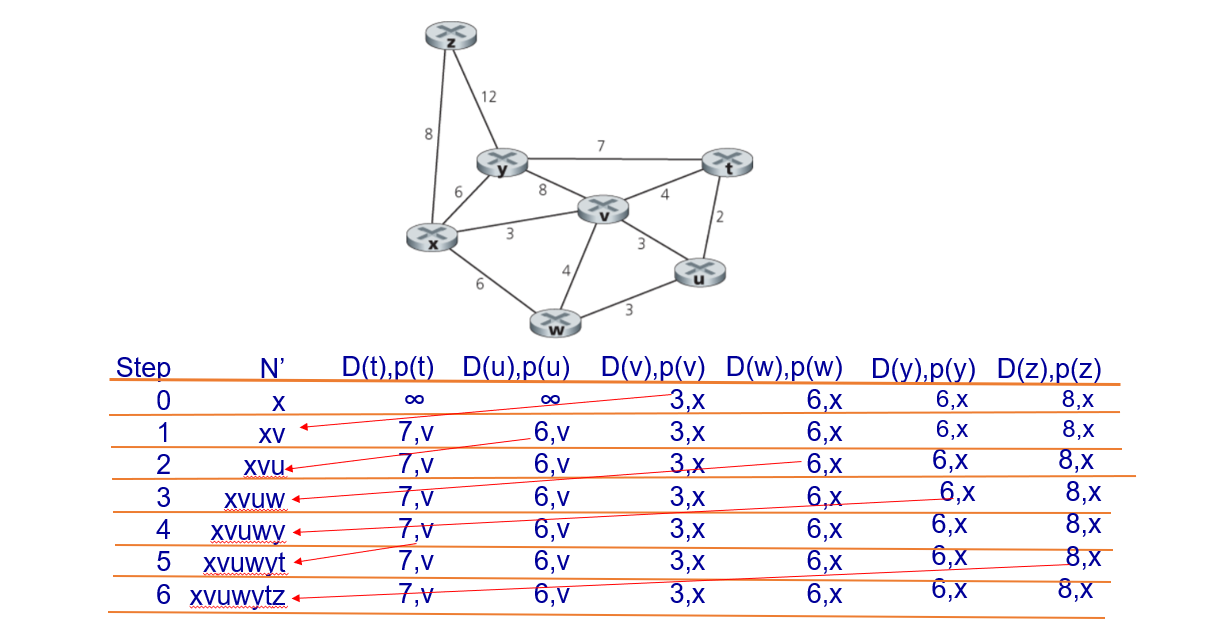 z
12
8
7
y
t
6
8
4
v
2
x
3
3
u
4
6
3
w
Step N’ D(t),p(t) D(u),p(u) D(v),p(v) D(w),p(w) D(y),p(y) D(z),p(z)
0 x ∞ ∞ 3,x 6,x 6,x 8,x
1 xv 7,v 6,v 3,x 6,x 6,x 8,x
2 xvu 7,v 6,v 3,x 6,x 6,x 8,x
3 xvuw 7,v 6,v 3,x 6,x 6,x 8,x
4 xvuwy 7,v 6,v 3,x 6,x 6,x 8,x
5 xvuwyt 7,v 6,v 3,x 6,x 6,x 8,x
6 xvuwytz 7,v 6,v 3,x 6,x 6,x 8,x